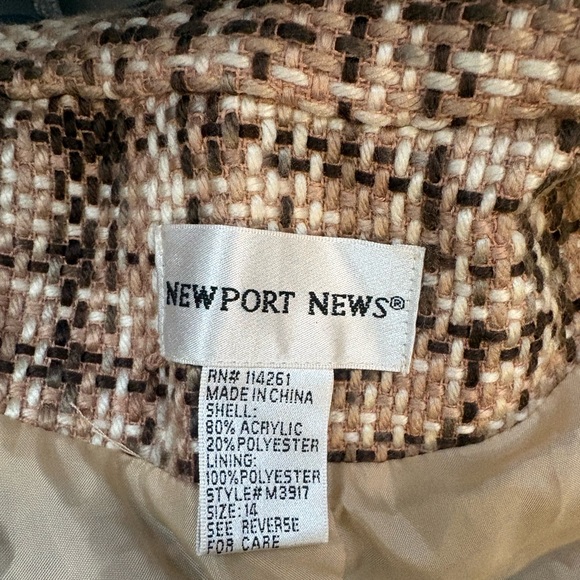 NEWPORT NEWS®
RN# 114261
MADE IN CHINA
SHELL:
80% ACRYLIC
20% POLYESTER
LINING:
100% POLYESTER
STYLE# M3917
SIZE: 14
SEE REVERSE
FOR CARE